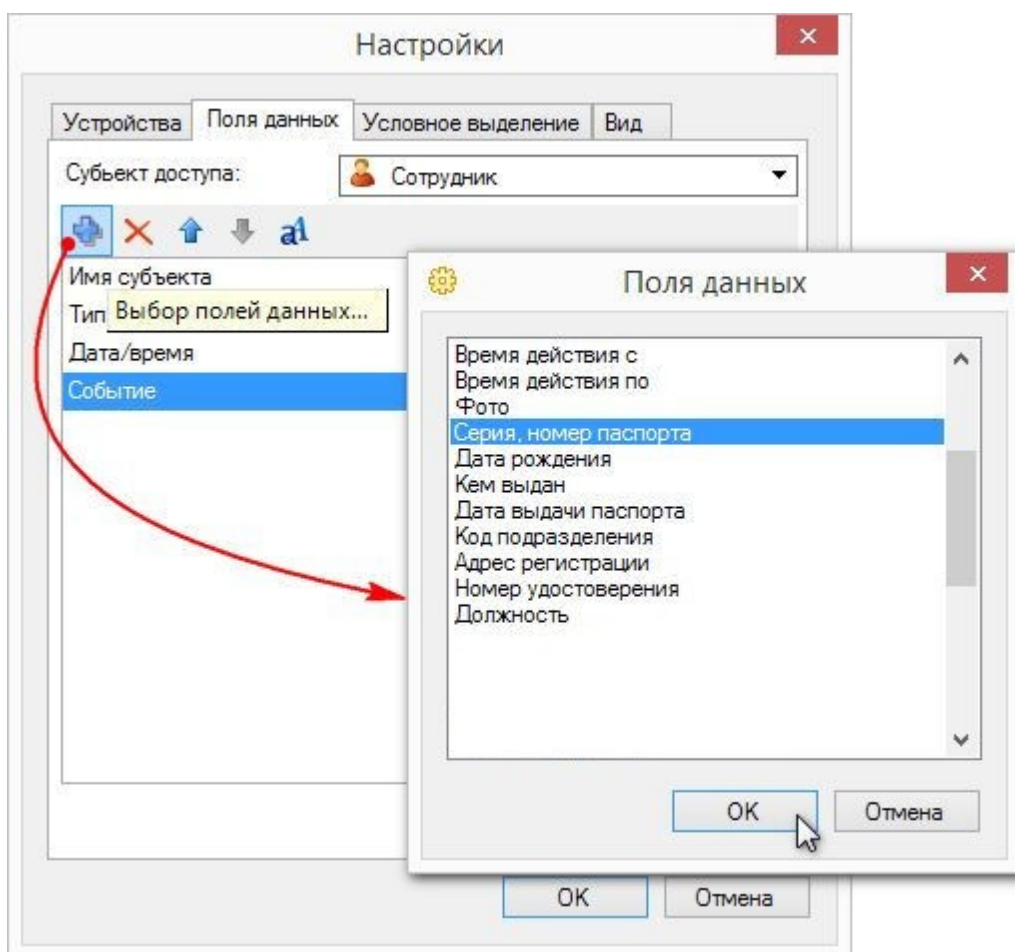 Настройки
Устройства Поля данных Условное выделение Вид
Субъект доступа: Сотрудник
a1
Имя субъекта
Тип
Выбор полей данных...
Дата/время
Событие
Поля данных
Время действия с
Время действия по
Фото
Серия, номер паспорта
Дата рождения
Кем выдан
Дата выдачи паспорта
Код подразделения
Адрес регистрации
Номер удостоверения
Должность
OK Отмена
OK Отмена